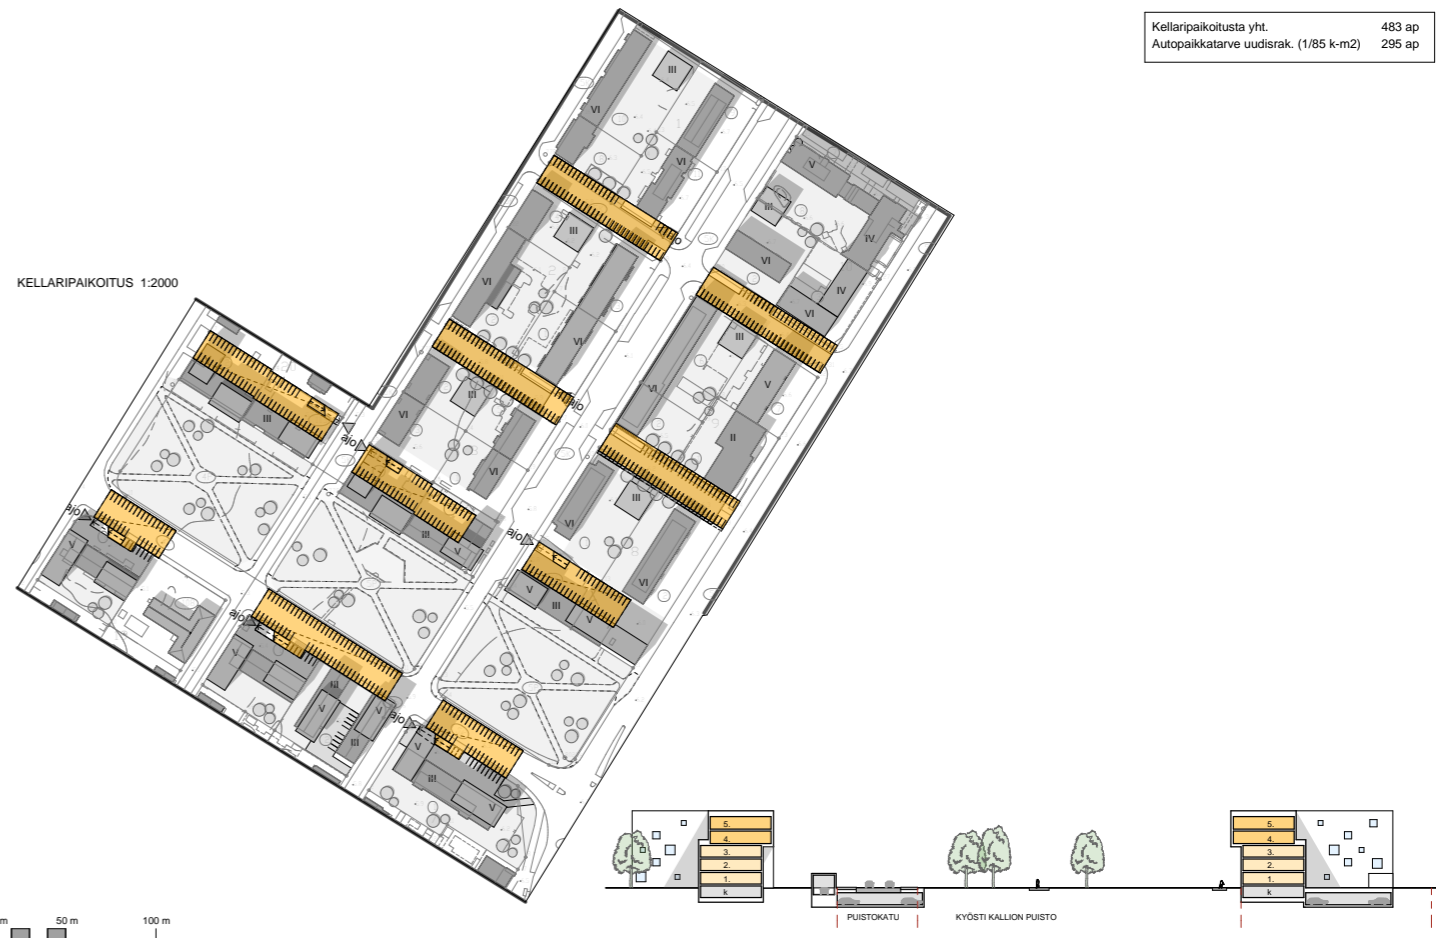 Kellaripaikoitusta yht. 483 ap
Autopaikkatarve uudisrak. (1/85 k-m2) 295 ap
KELLARIPAIKOITUS 1:2000
III
VI
VI
V
III
III
IV
VI
VI
IV
VI
VI
ajo
III
V
III
VI
VI
ajo
III
ajo
VI
II
VI
III
ajo
VI
III
V
ajo
VI
V
V
III
V
ajo
V
III
V
V
III
ajo
V
III
V
5.
4.
3.
2.
1.
k
5.
4.
3.
2.
1.
k
PUISTOKATU
KYÖSTI KALLION PUISTO
50 m
100 m